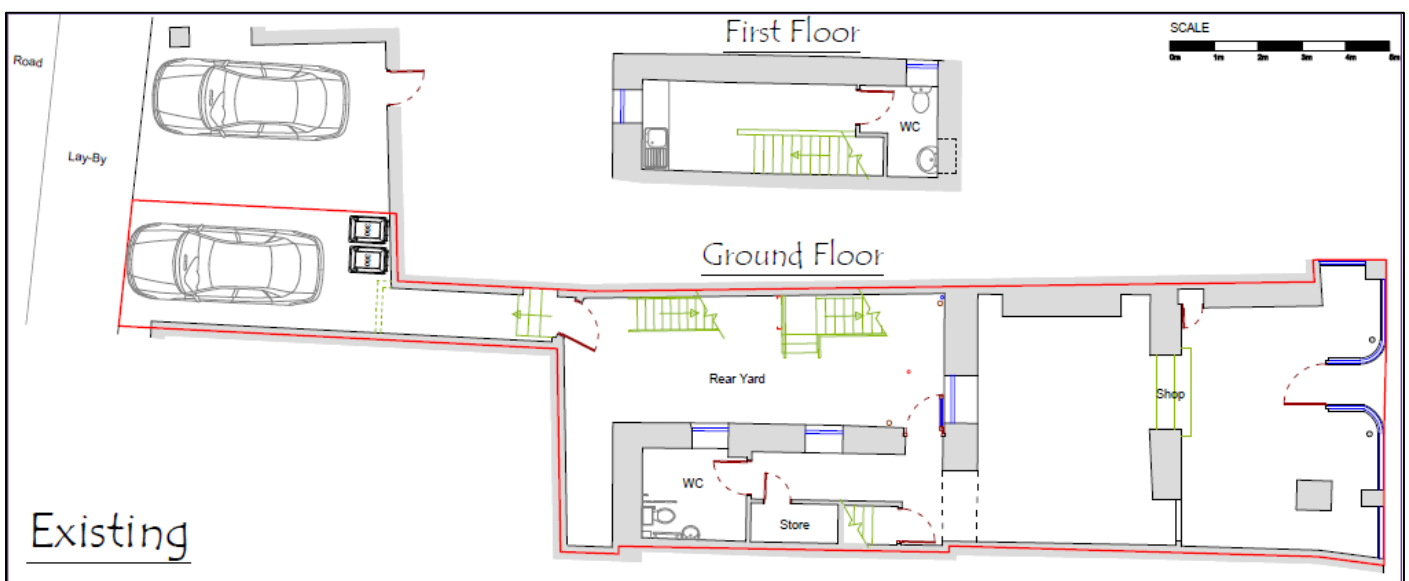 First Floor
SCALE
0m 1m 2m 3m 4m 5m
Road
WC
Lay-By
Ground Floor
Rear Yard
Shop
WC
Store
Existing